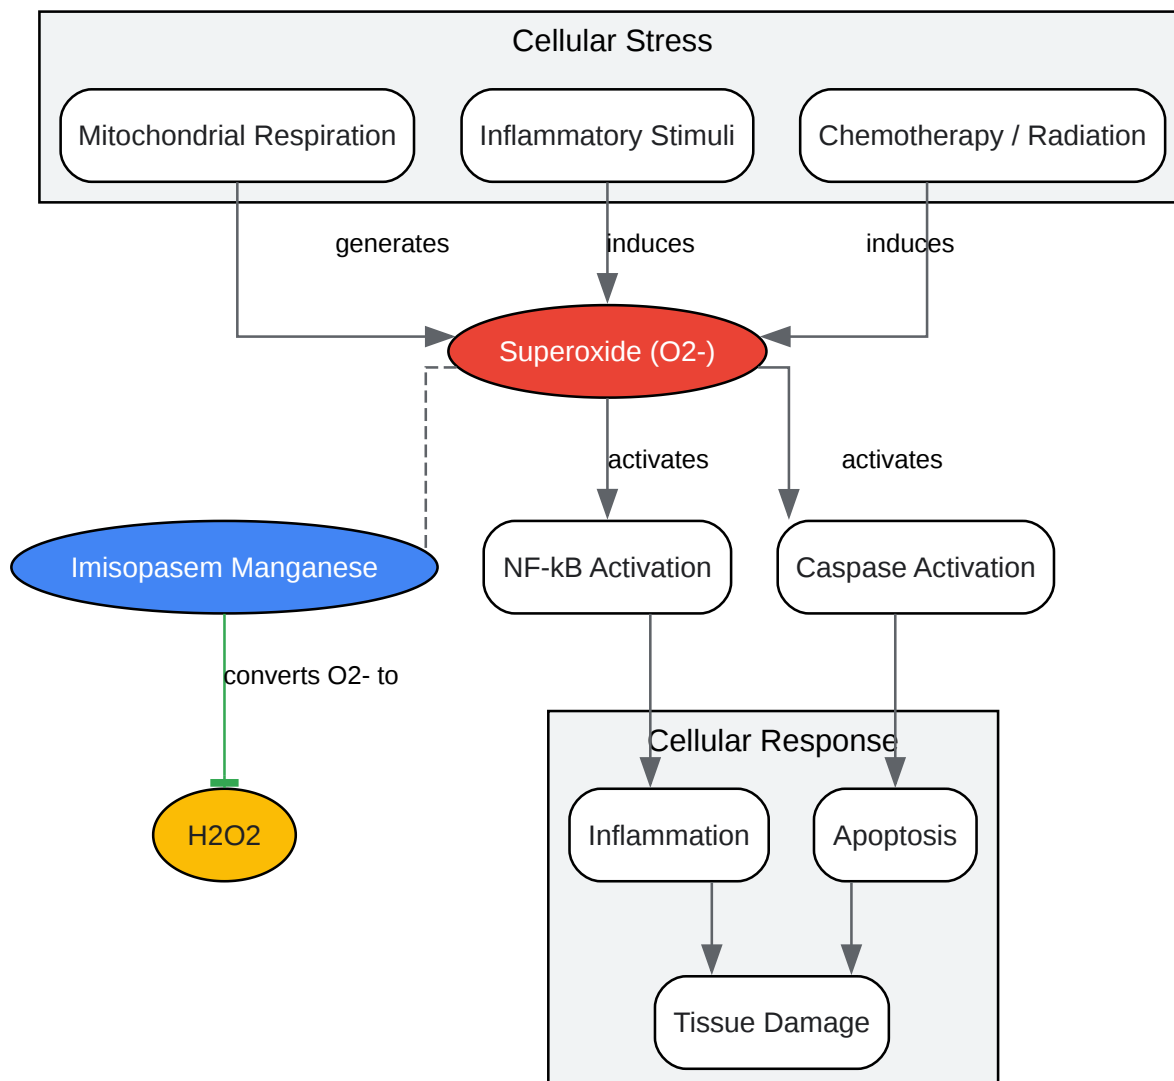 Cellular Stress
Mitochondrial Respiration
Inflammatory Stimuli
Chemotherapy / Radiation
generates
induces
induces
Superoxide (O2-)
activates
activates
Imisopasem Manganese
NF-kB Activation
Caspase Activation
converts O2- to
Cellular Response
H2O2
Inflammation
Apoptosis
Tissue Damage